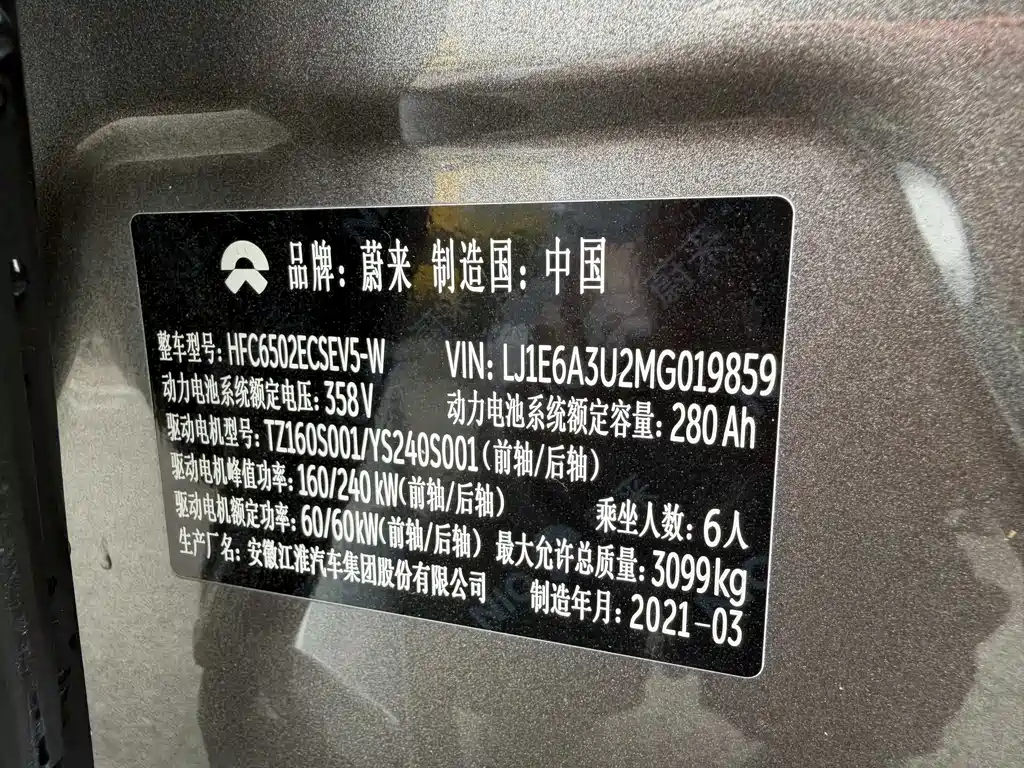 品牌：蔚来 制造国：中国
整车型号：HFC6502ECSEV5-W VIN：LJ1E6A3U2MG019859
动力电池系统额定电压：358V 动力电池系统额定容量：280Ah
驱动电机型号：TZ160S001/YS240S001（前轴/后轴）
驱动电机峰值功率：160/240kW（前轴/后轴） 乘坐人数：6人
驱动电机额定功率：60/60kW（前轴/后轴） 最大允许总质量：3099kg
生产厂名：安徽江淮汽车集团股份有限公司 制造年月：2021-03